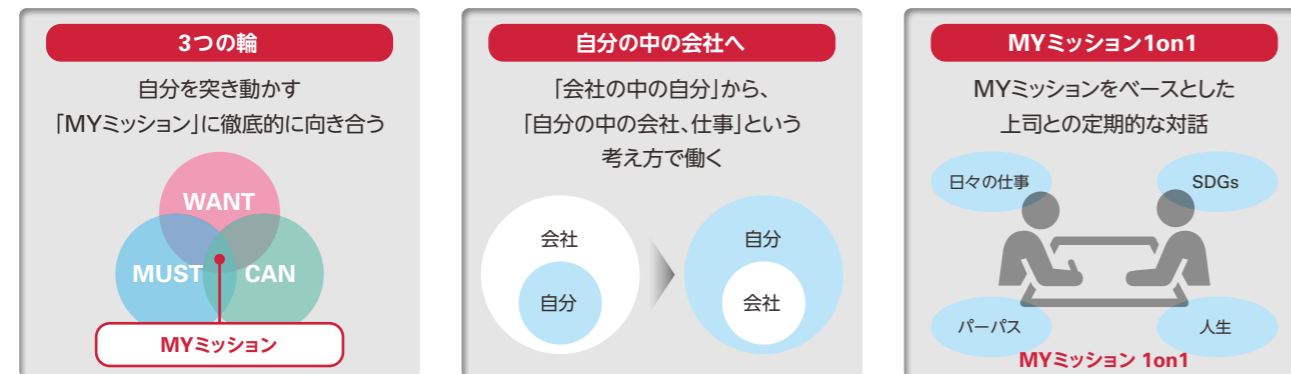 3つの輪
自分を突き動かす
「MYミッション」に徹底的に向き合う
WANT
MUST
CAN
MYミッション
自分の中の会社へ
「会社の中の自分」から、
「自分の中の会社、仕事」という
考え方で働く
会社
自分
自分
会社
MYミッション1on1
MYミッションをベースとした
上司との定期的な対話
日々の仕事
SDGs
パーパス
人生
MYミッション 1on1